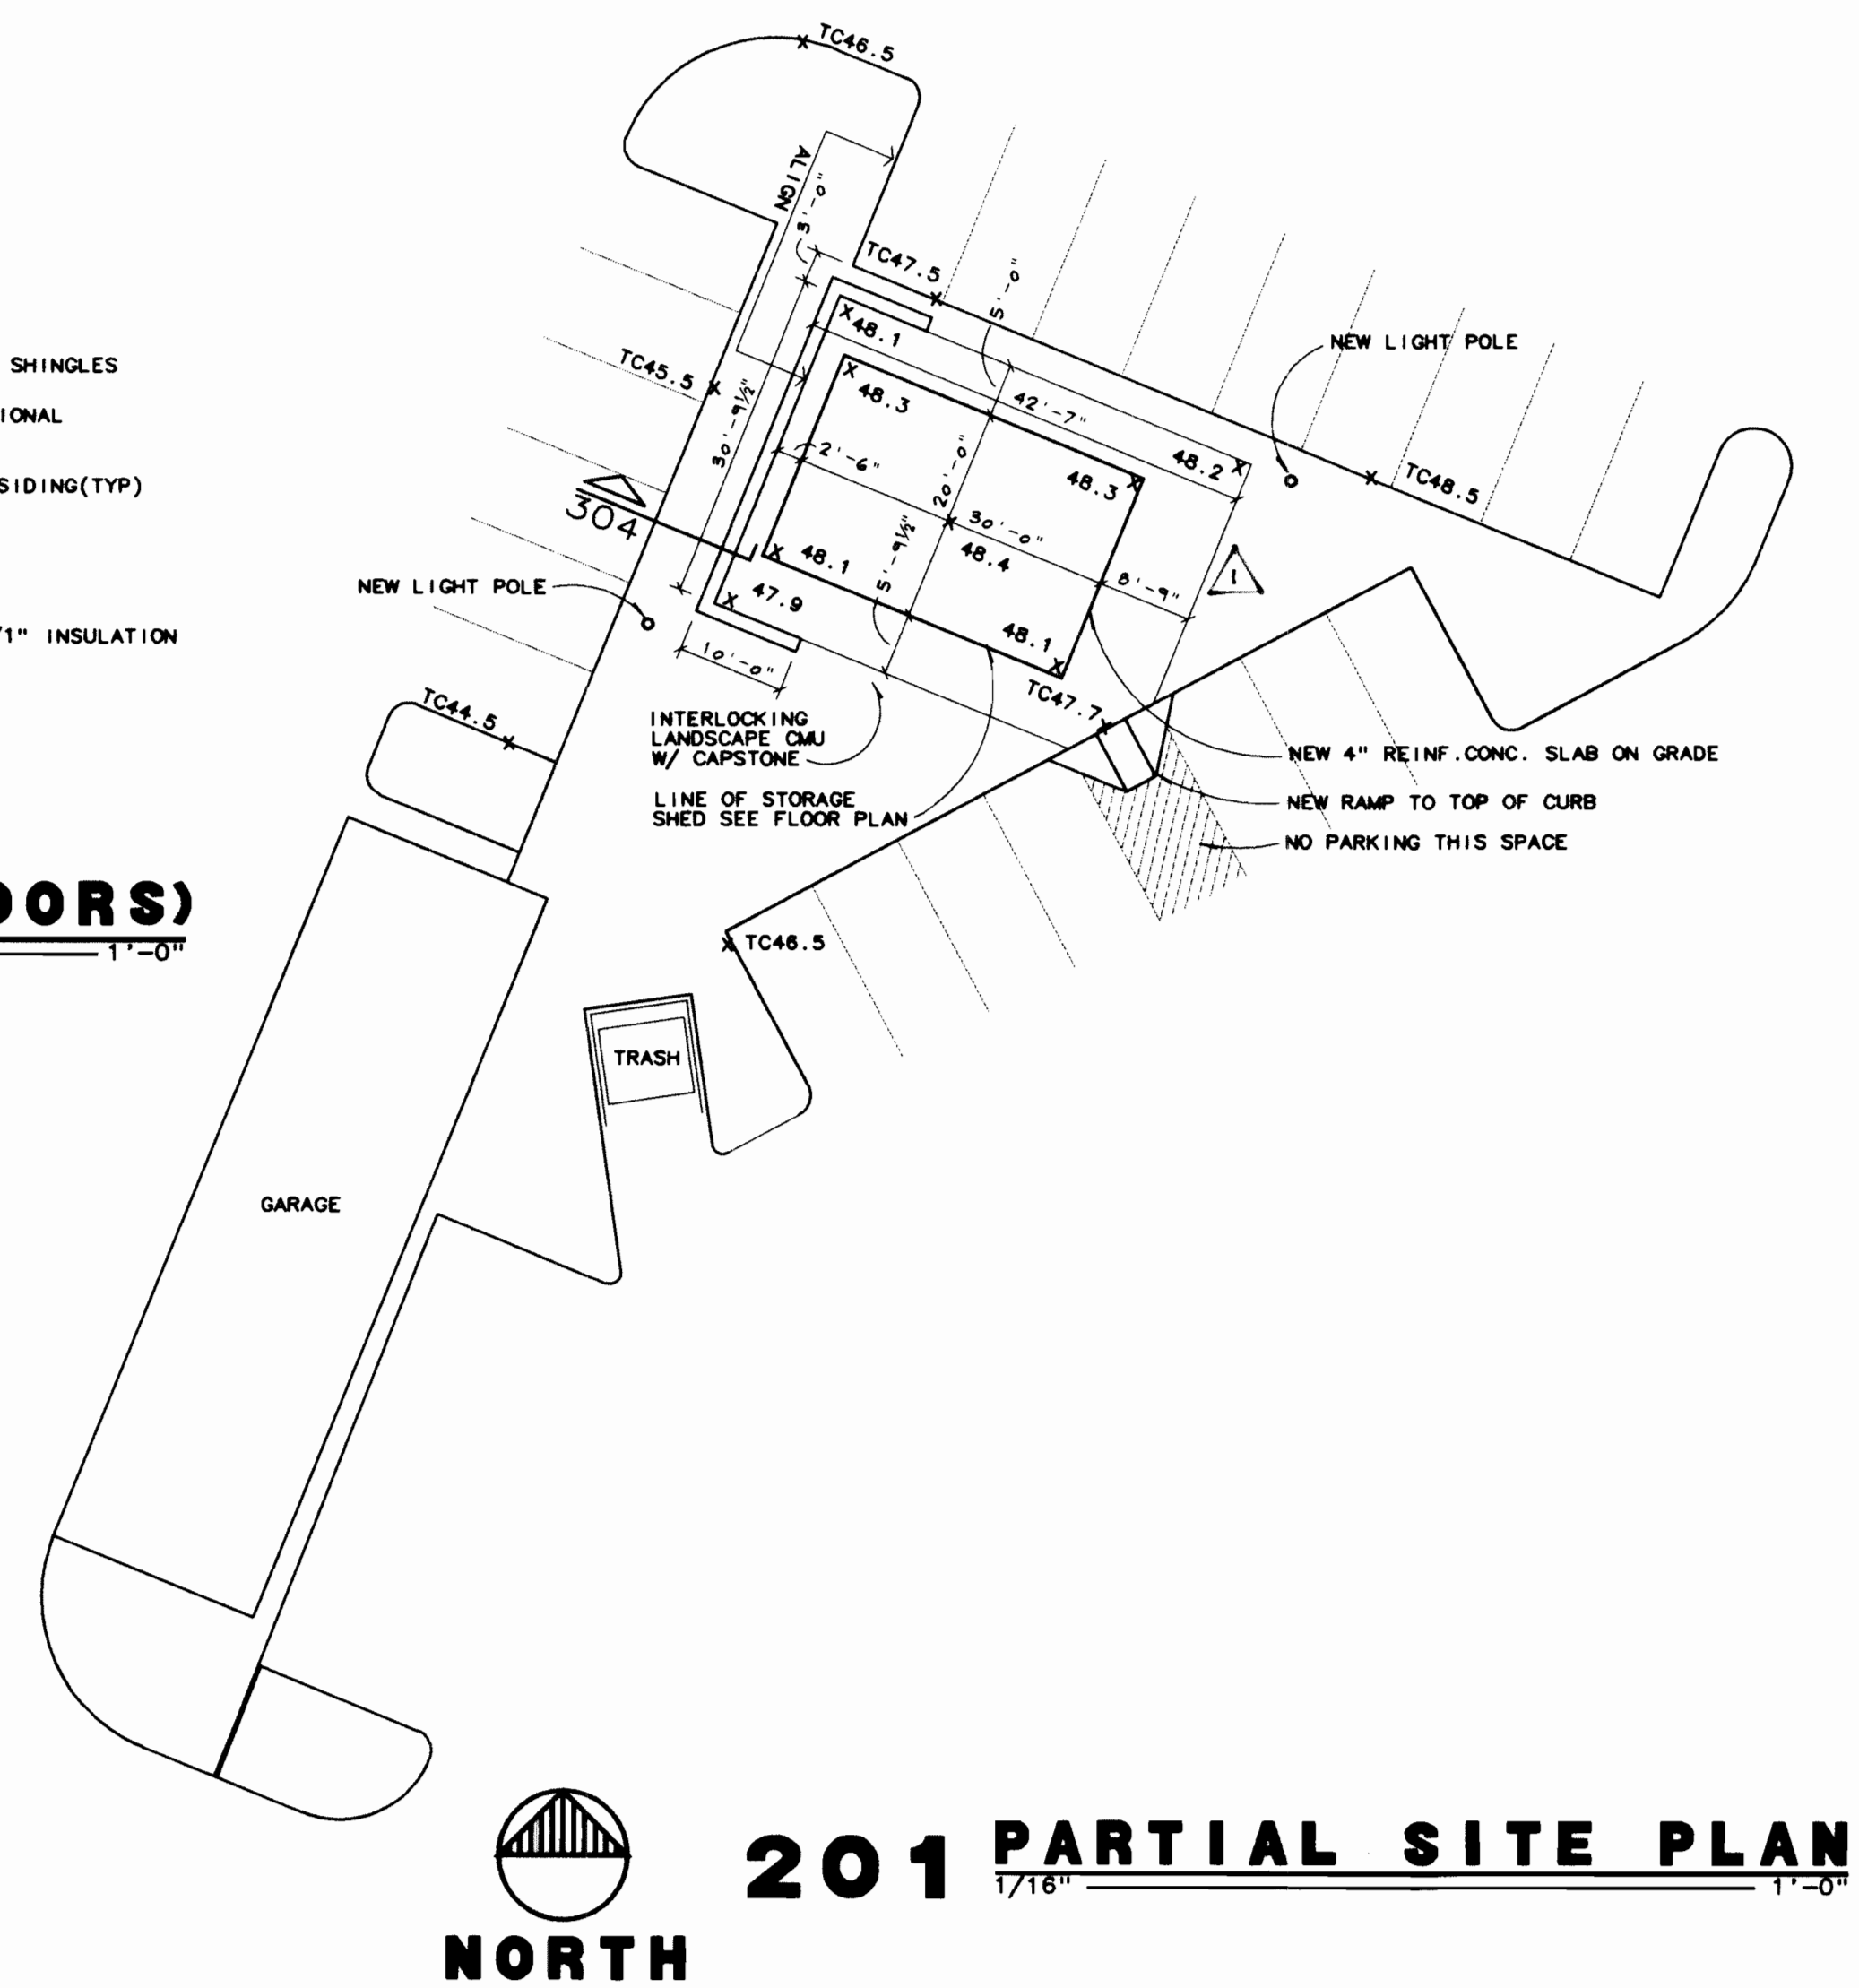 TC46.5
ALIGN
3'-0"
TC47.5
5'-0"
SHINGLES
IONAL
SIDING(TYP)
/1" INSULATION
NEW LIGHT POLE
TC45.5
48.1
48.3
42'-7"
30'-9½"
2'-6"
20'-0"
48.3
48.2
TC48.5
304
30'-0"
48.1
48.4
5'-9½"
8'-9"
1
NEW LIGHT POLE
47.9
48.1
10'-0"
TC47.7
TC44.5
INTERLOCKING
LANDSCAPE CMU
W/ CAPSTONE
LINE OF STORAGE
SHED SEE FLOOR PLAN
NEW 4" REINF.CONC. SLAB ON GRADE
NEW RAMP TO TOP OF CURB
NO PARKING THIS SPACE
OORS)
1'-0"
TC46.5
TRASH
GARAGE
NORTH
201 PARTIAL SITE PLAN
1/16" 1'-0"